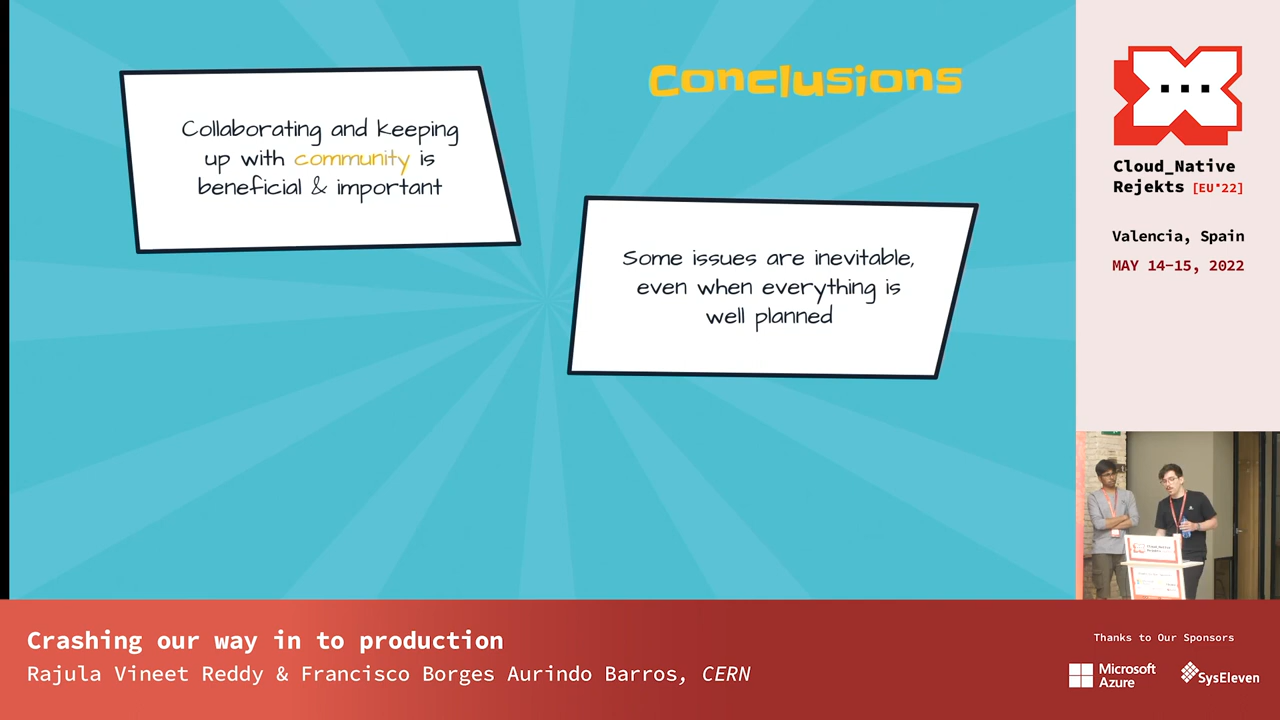 Conclusions
Collaborating and keeping
up with community is
beneficial & important
Some issues are inevitable,
even when everything is
well planned
Cloud_Native
Rejekts [EU*22]
Valencia, Spain
MAY 14-15, 2022
Crashing our way in to production
Rajula Vineet Reddy & Francisco Borges Aurindo Barros, CERN
Thanks to Our Sponsors
Microsoft
Azure
SysEleven